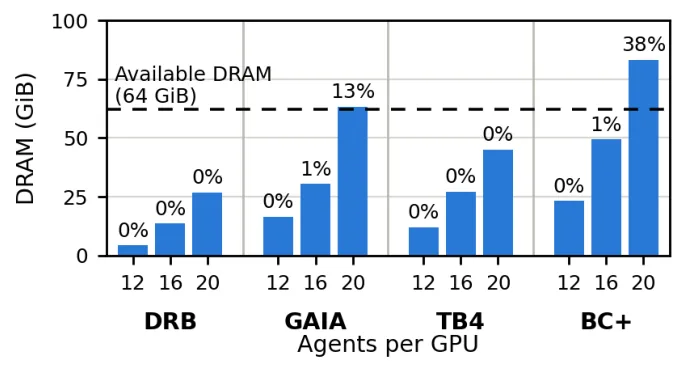 100
75
50
25
0
DRAM (GiB)
Available DRAM
(64 GiB)
0%
0%
0%
0%
1%
13%
0%
0%
0%
0%
1%
38%
12 16 20 12 16 20 12 16 20 12 16 20
DRB GAIA TB4 BC+
Agents per GPU